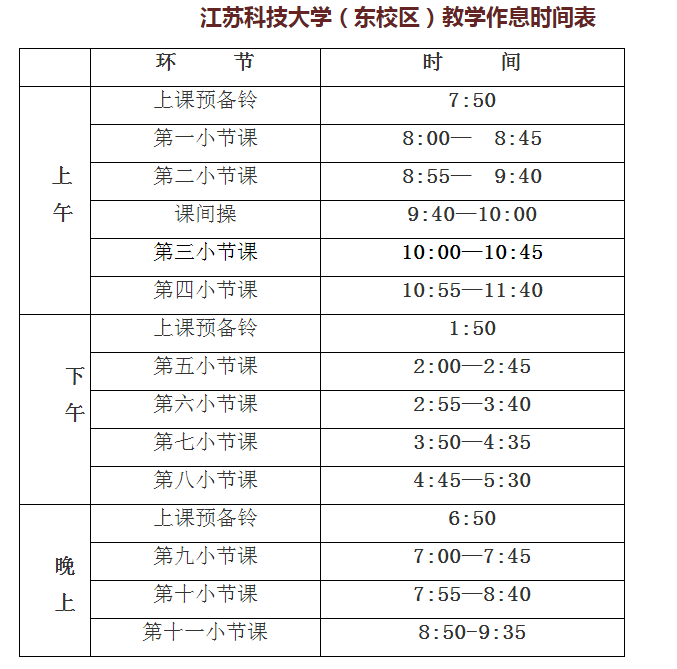 江苏科技大学（东校区）教学作息时间表
环 节 时 间
上午
上课预备铃 7:50
第一小节课 8:00— 8:45
第二小节课 8:55— 9:40
课间操 9:40—10:00
第三小节课 10:00—10:45
第四小节课 10:55—11:40
下午
上课预备铃 1:50
第五小节课 2:00—2:45
第六小节课 2:55—3:40
第七小节课 3:50—4:35
第八小节课 4:45—5:30
晚上
上课预备铃 6:50
第九小节课 7:00—7:45
第十小节课 7:55—8:40
第十一小节课 8:50-9:35